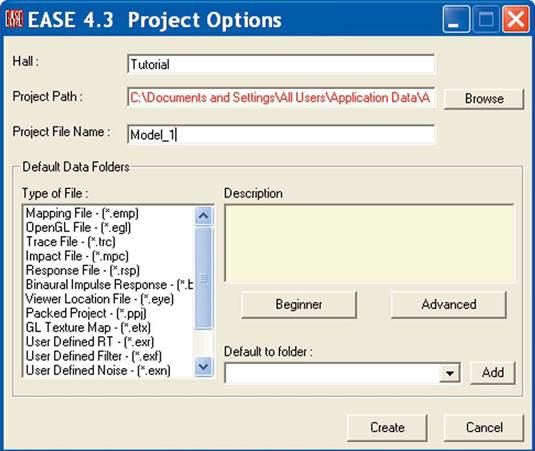 EASE EASE 4.3 Project Options
Hall :
Tutorial
Project Path :
C:\Documents and Settings\All Users\Application Data\A
Browse
Project File Name :
Model_1
Default Data Folders
Type of File :
Description
Mapping File - (*.emp)
OpenGL File - (*.egl)
Trace File - (*.trc)
Impact File - (*.mpc)
Response File - (*.rsp)
Binaural Impulse Response - (*.b
Viewer Location File - (*.eye)
Packed Project - (*.ppj)
GL Texture Map - (*.etx)
User Defined RT - (*.exr)
User Defined Filter - (*.exf)
User Defined Noise - (*.exn)
Beginner
Advanced
Default to folder :
Add
Create
Cancel